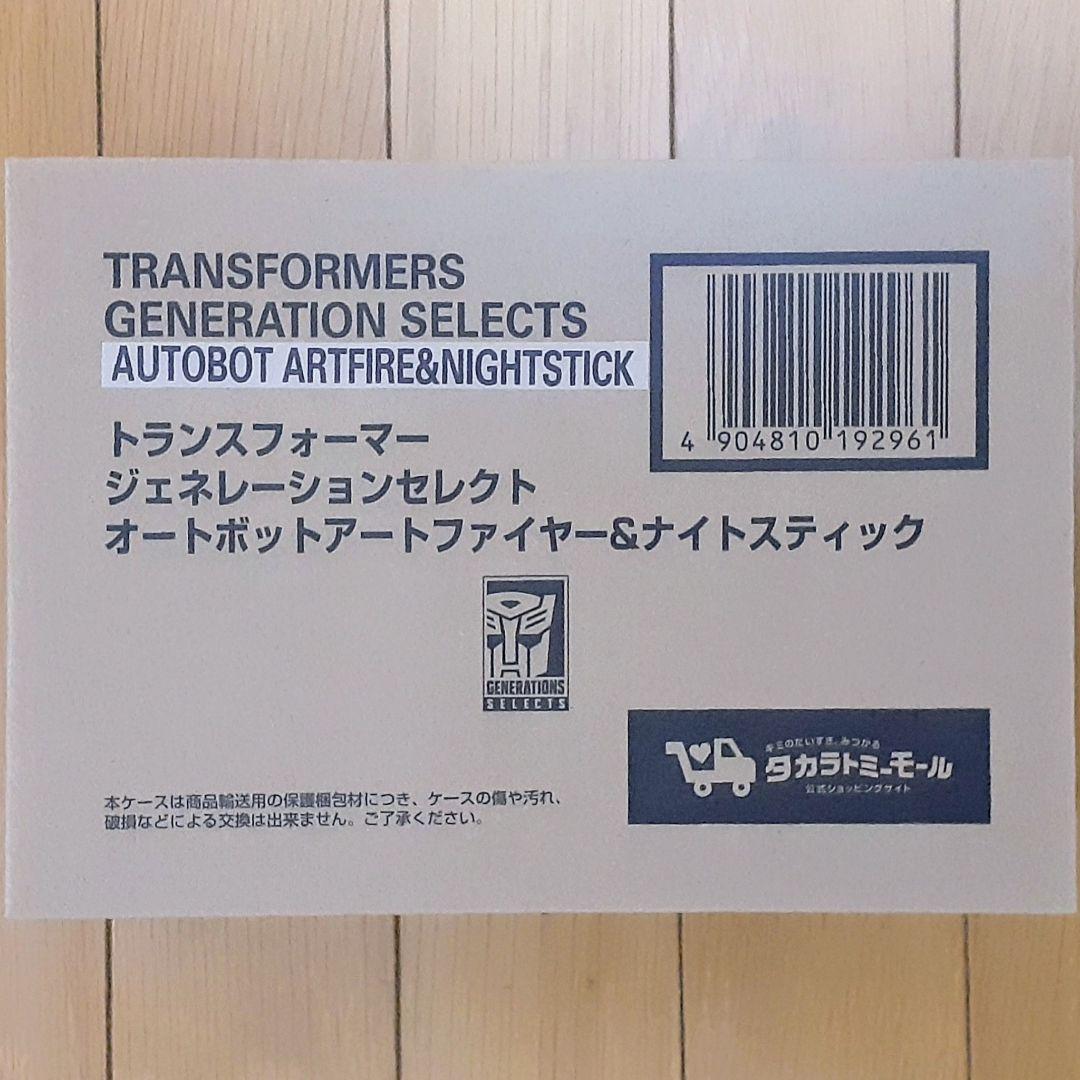 TRANSFORMERS
GENERATION SELECTS
AUTOBOT ARTFIRE&NIGHTSTICK
4 904810 192961
トランスフォーマー
ジェネレーションセレクト
オートボットアートファイヤー&ナイトスティック
GENERATIONS
SELECTS
キミのだいすき、みつかる
タカラトミーモール
公式ショッピングサイト
本ケースは商品輸送用の保護梱包材につき、ケースの傷や汚れ、
破損などによる交換は出来ません。ご了承ください。